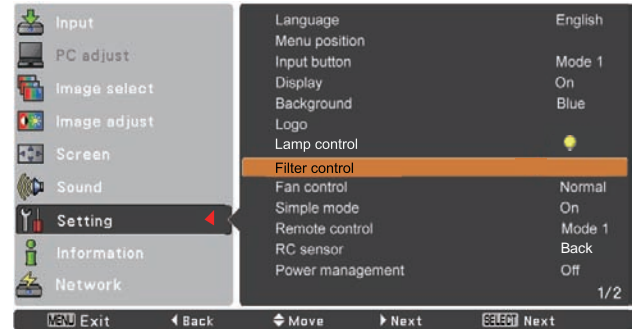 Input
PC adjust
Image select
Image adjust
Screen
Sound
Setting
Information
Network
Language English
Menu position
Input button Mode 1
Display On
Background Blue
Logo
Lamp control
Filter control
Fan control Normal
Simple mode On
Remote control Mode 1
RC sensor Back
Power management Off
1/2
MENU Exit Back Move Next SELECT Next